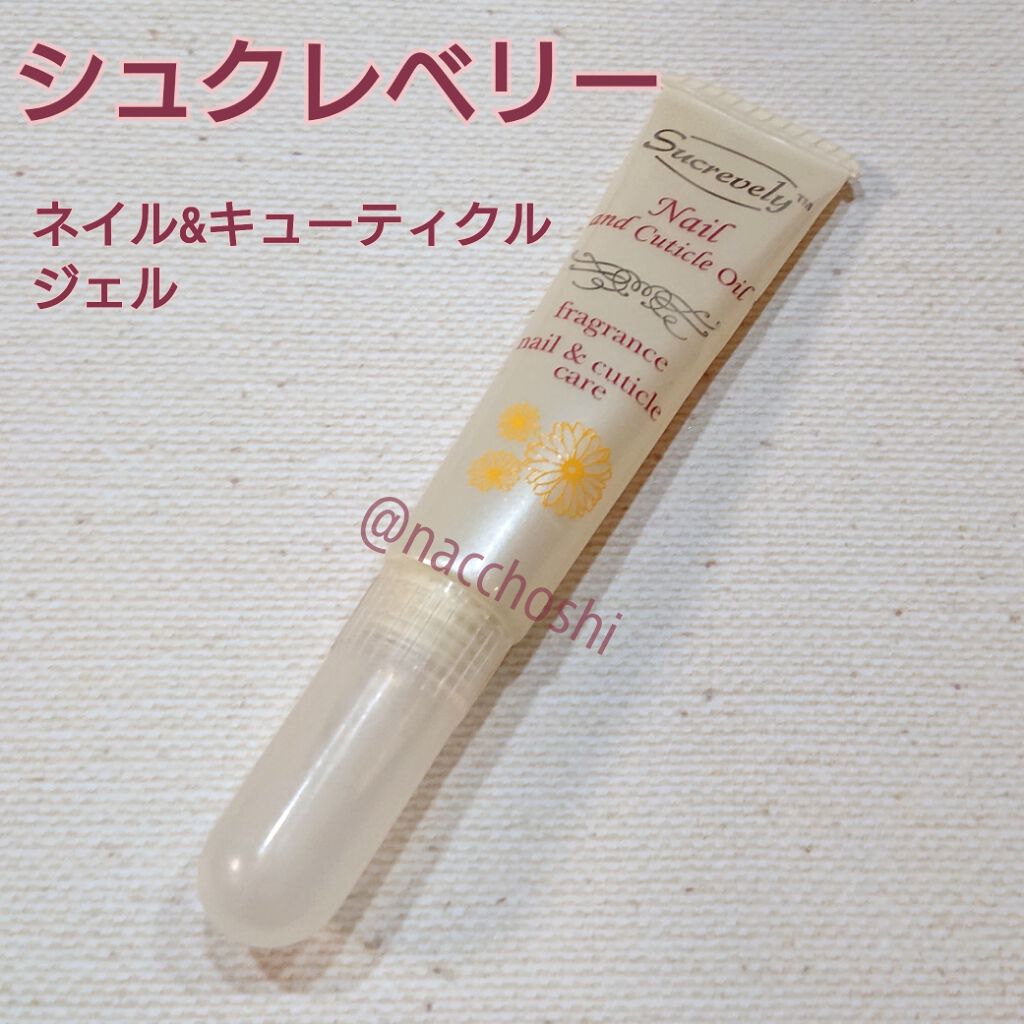 シュクレベリー
ネイル&キューティクル
ジェル
Sucrevely™
Nail
and Cuticle Oil
fragrance
nail & cuticle
care
@nacchoshi